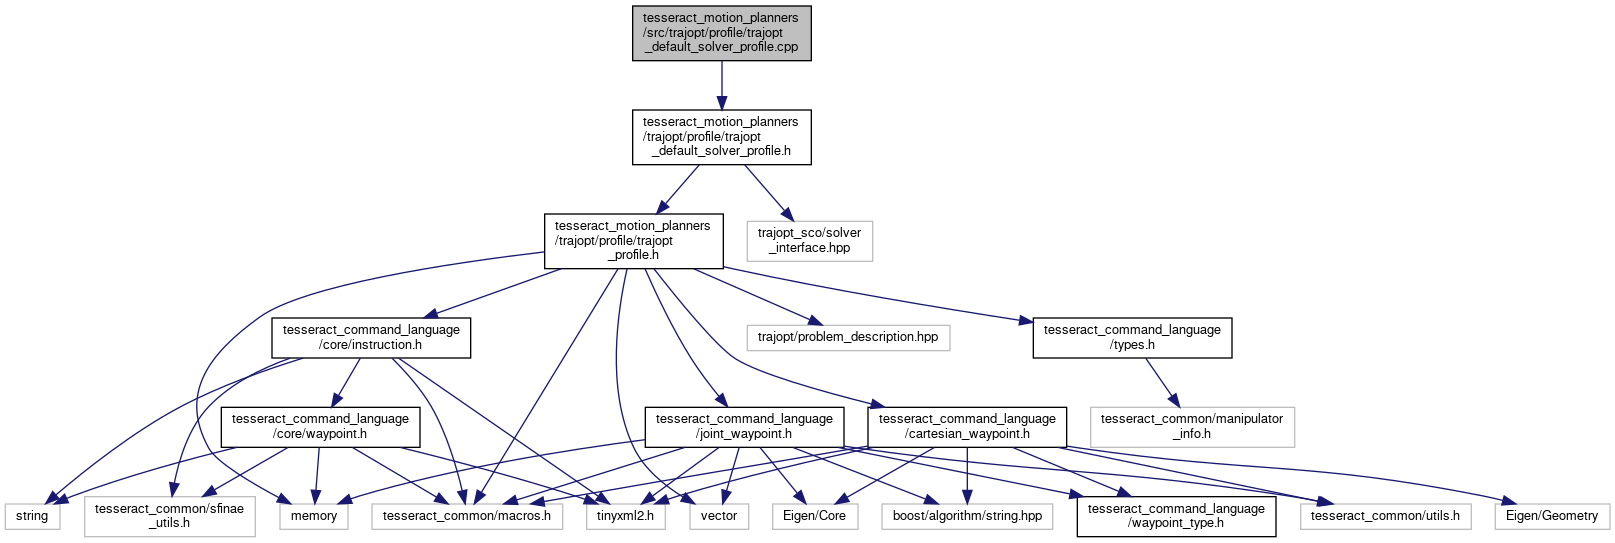 tesseract_motion_planners
/src/trajopt/profile/trajopt
_default_solver_profile.cpp
tesseract_motion_planners
/trajopt/profile/trajopt
_default_solver_profile.h
tesseract_motion_planners
/trajopt/profile/trajopt
_profile.h
trajopt_sco/solver
_interface.hpp
tesseract_command_language
/core/instruction.h
trajopt/problem_description.hpp
tesseract_command_language
/types.h
tesseract_command_language
/core/waypoint.h
tesseract_command_language
/joint_waypoint.h
tesseract_command_language
/cartesian_waypoint.h
tesseract_common/manipulator
_info.h
string
tesseract_common/sfinae
_utils.h
memory
tesseract_common/macros.h
tinyxml2.h
vector
Eigen/Core
boost/algorithm/string.hpp
tesseract_command_language
/waypoint_type.h
tesseract_common/utils.h
Eigen/Geometry